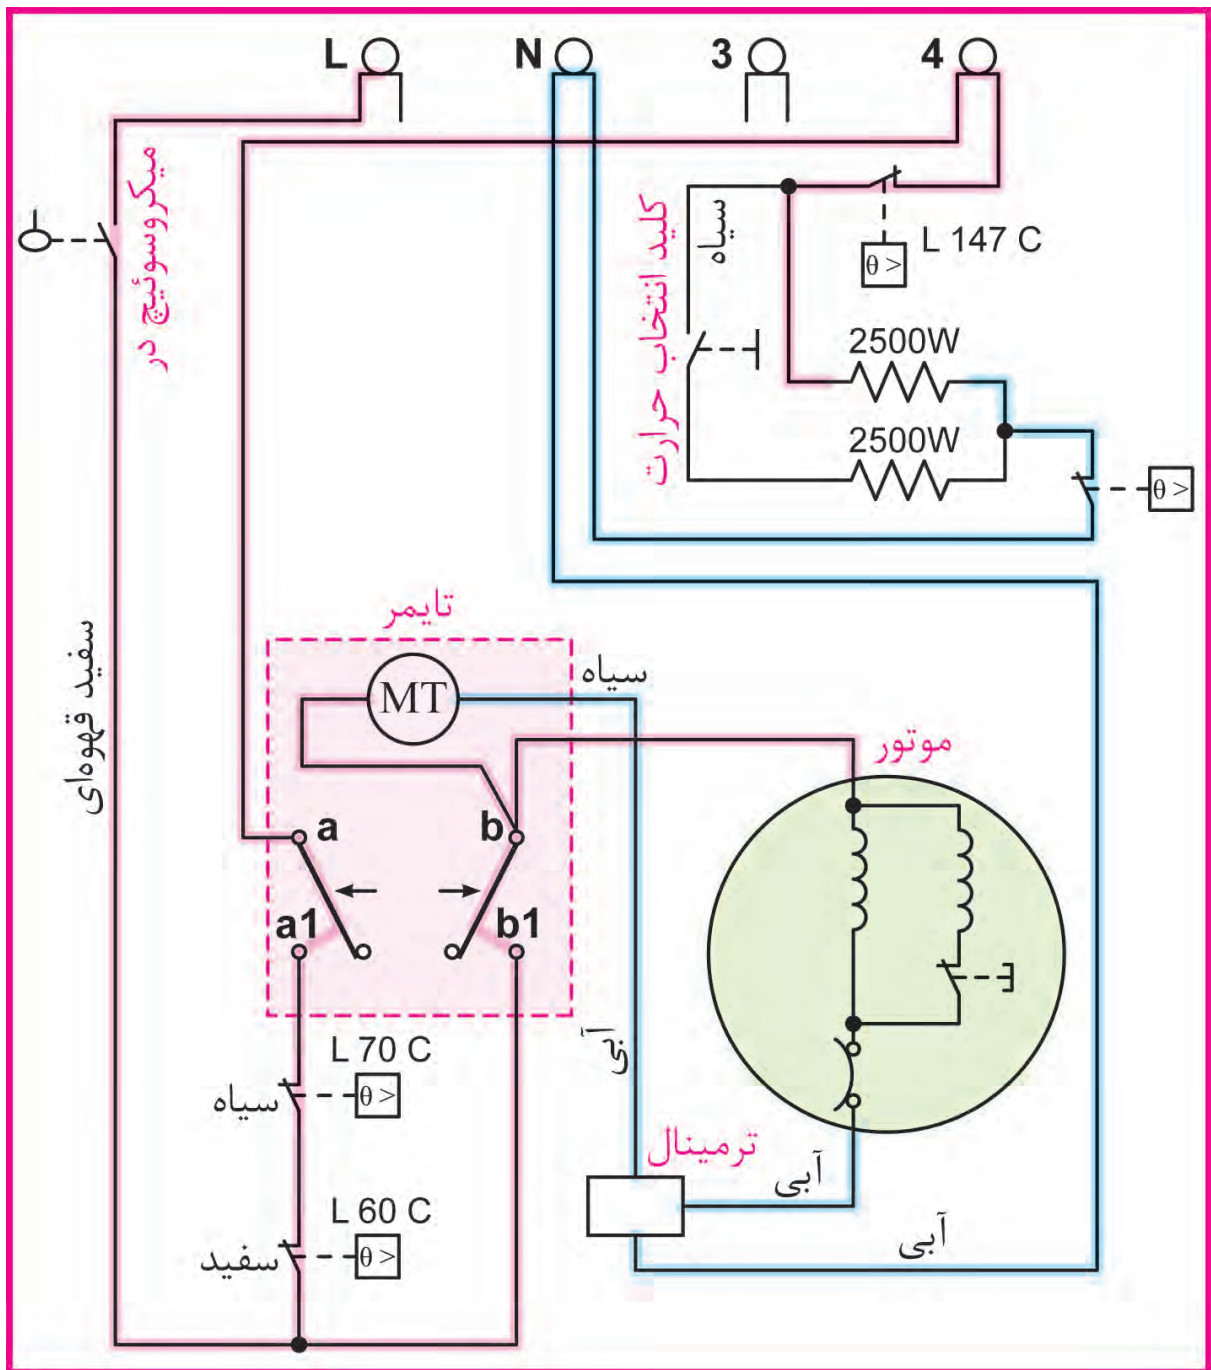 L
N
3
4
میکروسوئیچ در
کلید انتخاب حرارت
سیاه
L 147 C
θ >
2500W
2500W
θ >
سفید قهوه‌ای
تایمر
MT
سیاه
موتور
a
b
a1
b1
آبی
L 70 C
سیاه
θ >
ترمینال
آبی
L 60 C
سفید
θ >
آبی